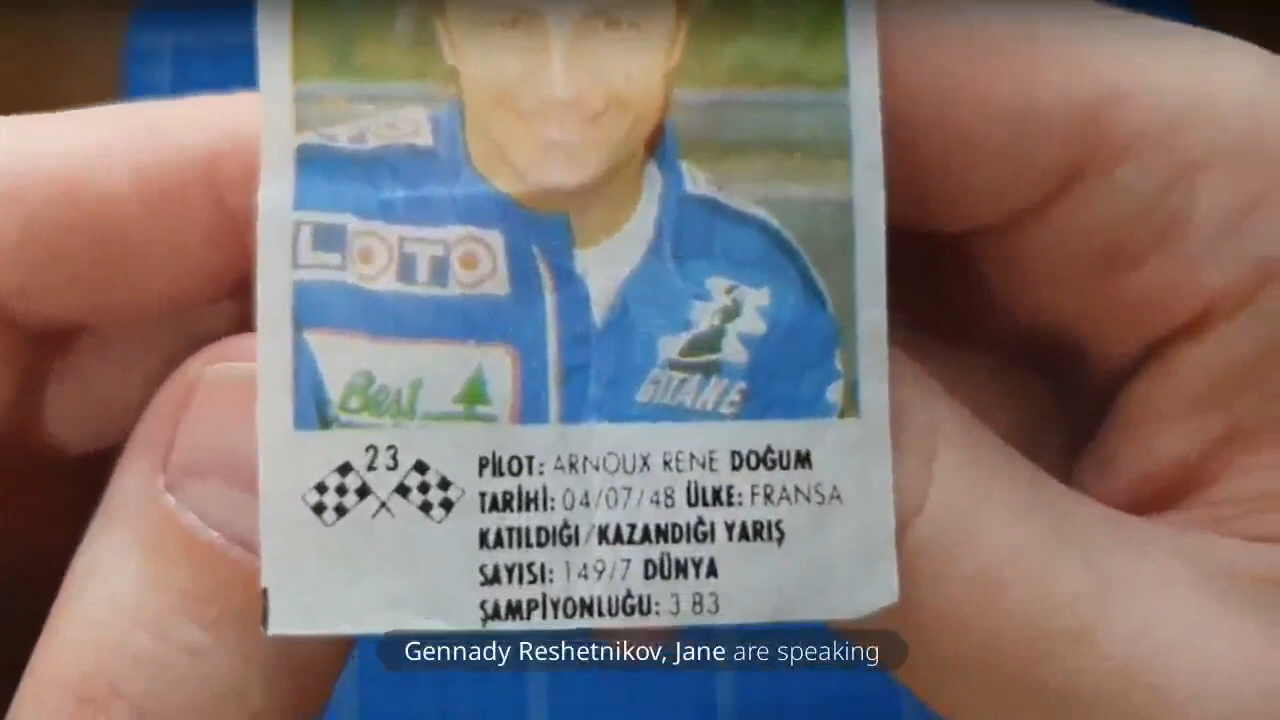 LOTO
Best
GITANE
23
PİLOT: ARNOUX RENE DOĞUM
TARİHİ: 04/07/48 ÜLKE: FRANSA
KATILDIĞI/KAZANDIĞI YARIŞ
SAYISI: 149/7 DÜNYA
ŞAMPİYONLUĞU: 3 83
Gennady Reshetnikov, Jane are speaking